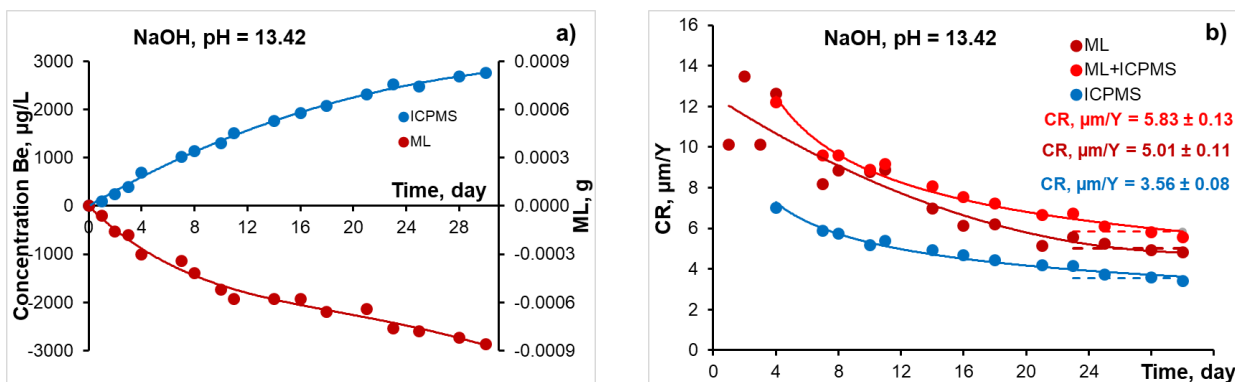 NaOH, pH = 13.42
a)
Concentration Be, µg/L
3000
2000
1000
0
-1000
-2000
-3000
0
4
8
12
16
20
24
28
Time, day
ICPMS
ML
0.0009
0.0006
0.0003
0.0000
-0.0003
-0.0006
-0.0009
ML, g
NaOH, pH = 13.42
b)
CR, µm/Y
16
14
12
10
8
6
4
2
0
0
4
8
12
16
20
24
Time, day
ML
ML+ICPMS
ICPMS
CR, µm/Y = 5.83 ± 0.13
CR, µm/Y = 5.01 ± 0.11
CR, µm/Y = 3.56 ± 0.08